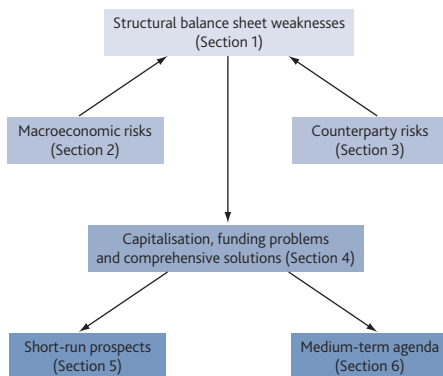 Structural balance sheet weaknesses
(Section 1)
Macroeconomic risks
(Section 2)
Counterparty risks
(Section 3)
Capitalisation, funding problems
and comprehensive solutions (Section 4)
Short-run prospects
(Section 5)
Medium-term agenda
(Section 6)